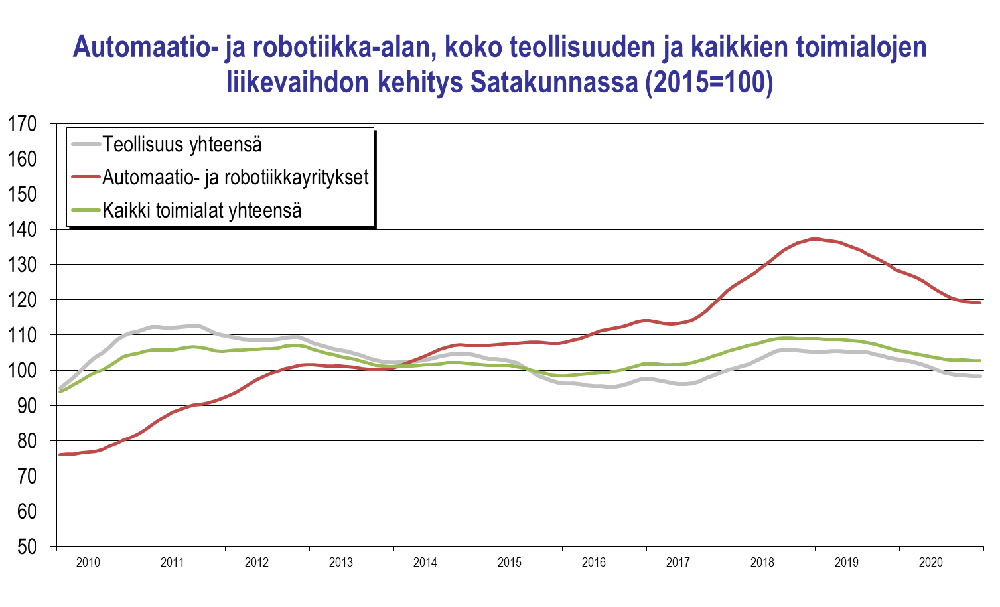 Automaatio- ja robotiikka-alan, koko teollisuuden ja kaikkien toimialojen
liikevaihdon kehitys Satakunnassa (2015=100)
170
160
150
140
130
120
110
100
90
80
70
60
50
Teollisuus yhteensä
Automaatio- ja robotiikkayritykset
Kaikki toimialat yhteensä
2010 2011 2012 2013 2014 2015 2016 2017 2018 2019 2020